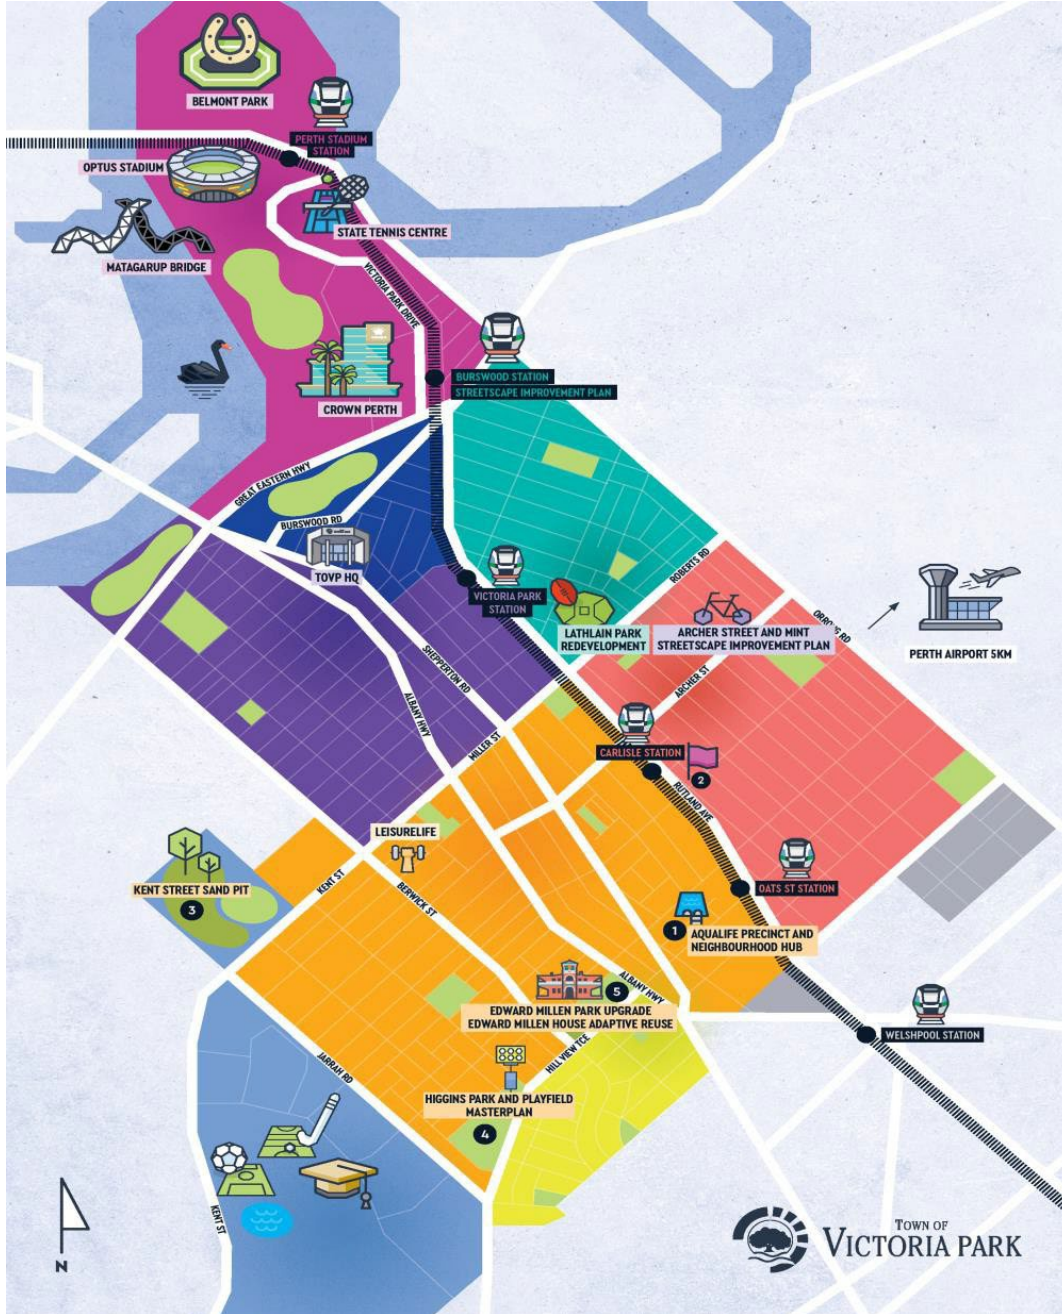 BELMONT PARK
PERTH STADIUM
STATION
OPTUS STADIUM
STATE TENNIS CENTRE
MATAGARUP BRIDGE
VICTORIA PARK DRIVE
BURSWOOD STATION
STREETSCAPE IMPROVEMENT PLAN
CROWN PERTH
GREAT EASTERN HWY
BURSWOOD RD
TOVP HQ
VICTORIA PARK
STATION
ROBERTS RD
LATHLAIN PARK
REDEVELOPMENT
ARCHER STREET AND MINT
STREETSCAPE IMPROVEMENT PLAN
PERTH AIRPORT 5KM
SHEPPERTON RD
ALBANY HWY
ARCHER ST
MILLER ST
CARLISLE STATION
2
RUTLAND AVE
LEISURELIFE
KENT ST
BERWICK ST
KENT STREET SAND PIT
3
OATS ST STATION
1
AQUALIFE PRECINCT AND
NEIGHBOURHOOD HUB
ALBANY HWY
5
EDWARD MILLEN PARK UPGRADE
EDWARD MILLEN HOUSE ADAPTIVE REUSE
WELSHPOOL STATION
HILL VIEW TCE
JARRAH RD
HIGGINS PARK AND PLAYFIELD
MASTERPLAN
4
KENT ST
N
TOWN OF
VICTORIA PARK